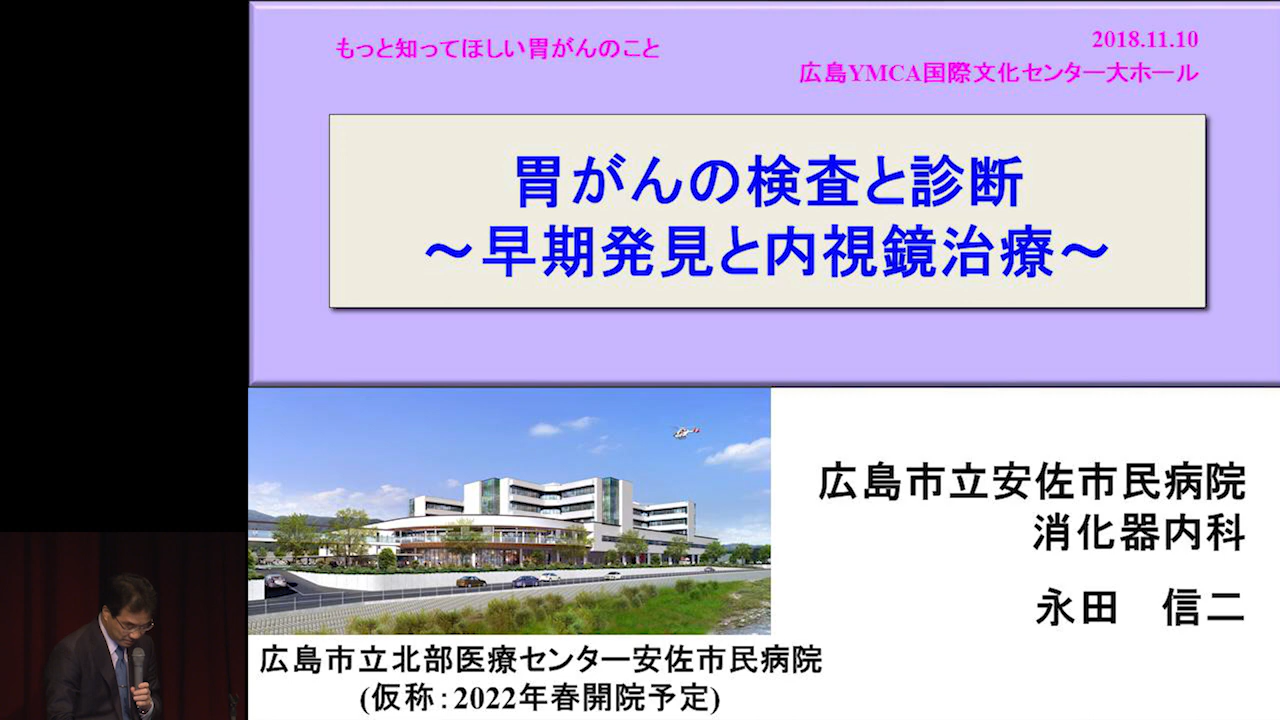 もっと知ってほしい胃がんのこと
2018.11.10
広島YMCA国際文化センター大ホール
胃がんの検査と診断
～早期発見と内視鏡治療～
広島市立安佐市民病院
消化器内科
永田 信二
広島市立北部医療センター安佐市民病院
(仮称：2022年春開院予定)